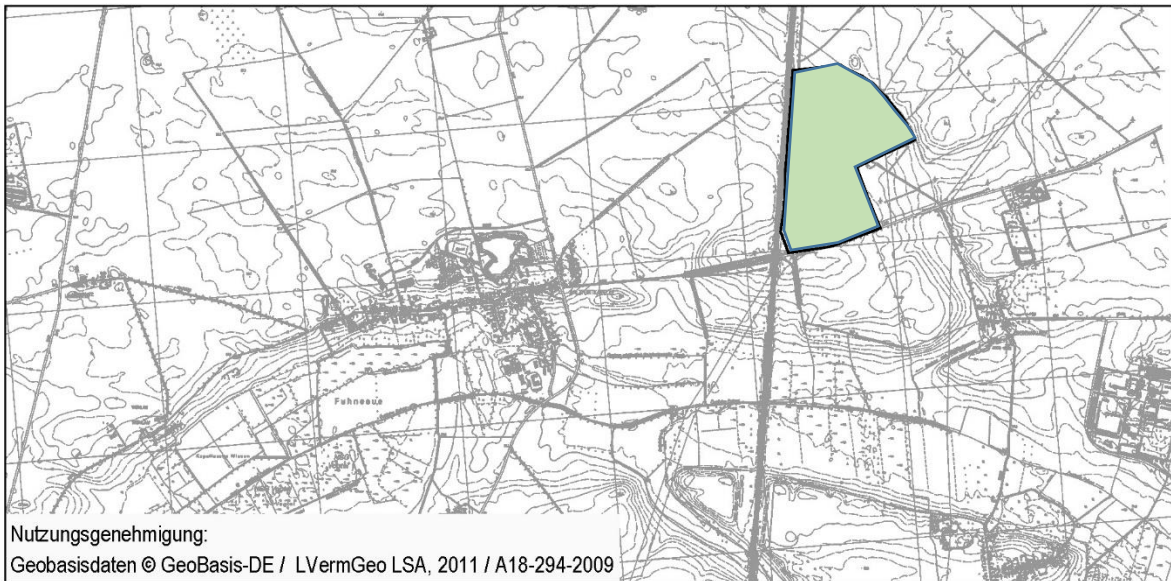 Fuhneaue
Nutzungsgenehmigung:
Geobasisdaten © GeoBasis-DE / LVermGeo LSA, 2011 / A18-294-2009